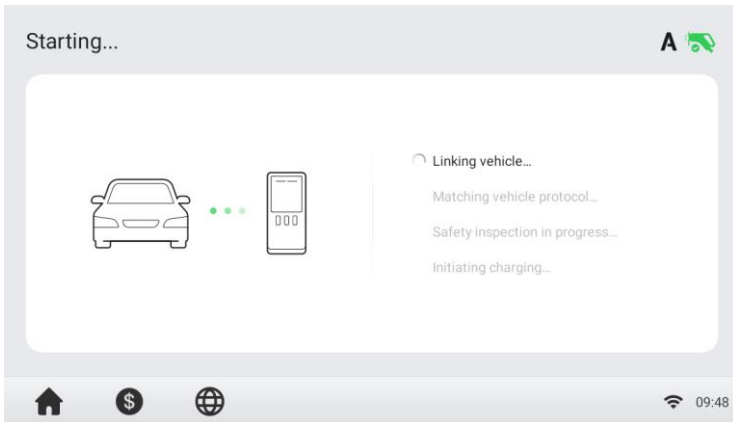 Starting...
A
Linking vehicle...
Matching vehicle protocol...
Safety inspection in progress...
Initiating charging...
$
09:48